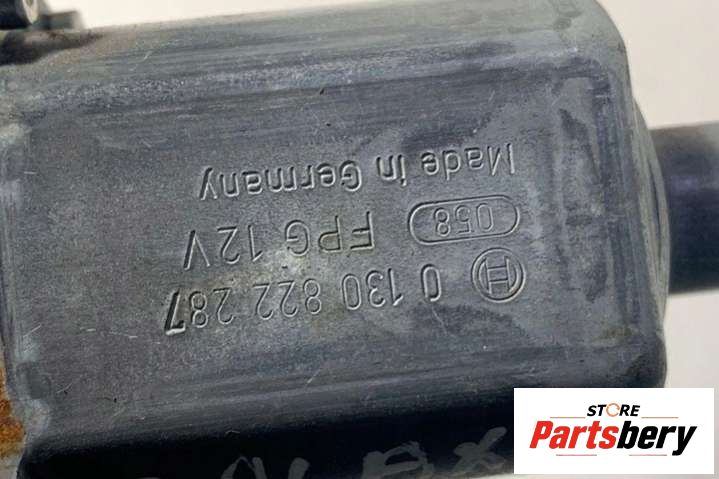 0 130 822 287
058 FPG 12V
Made in Germany
STORE
Partsbery